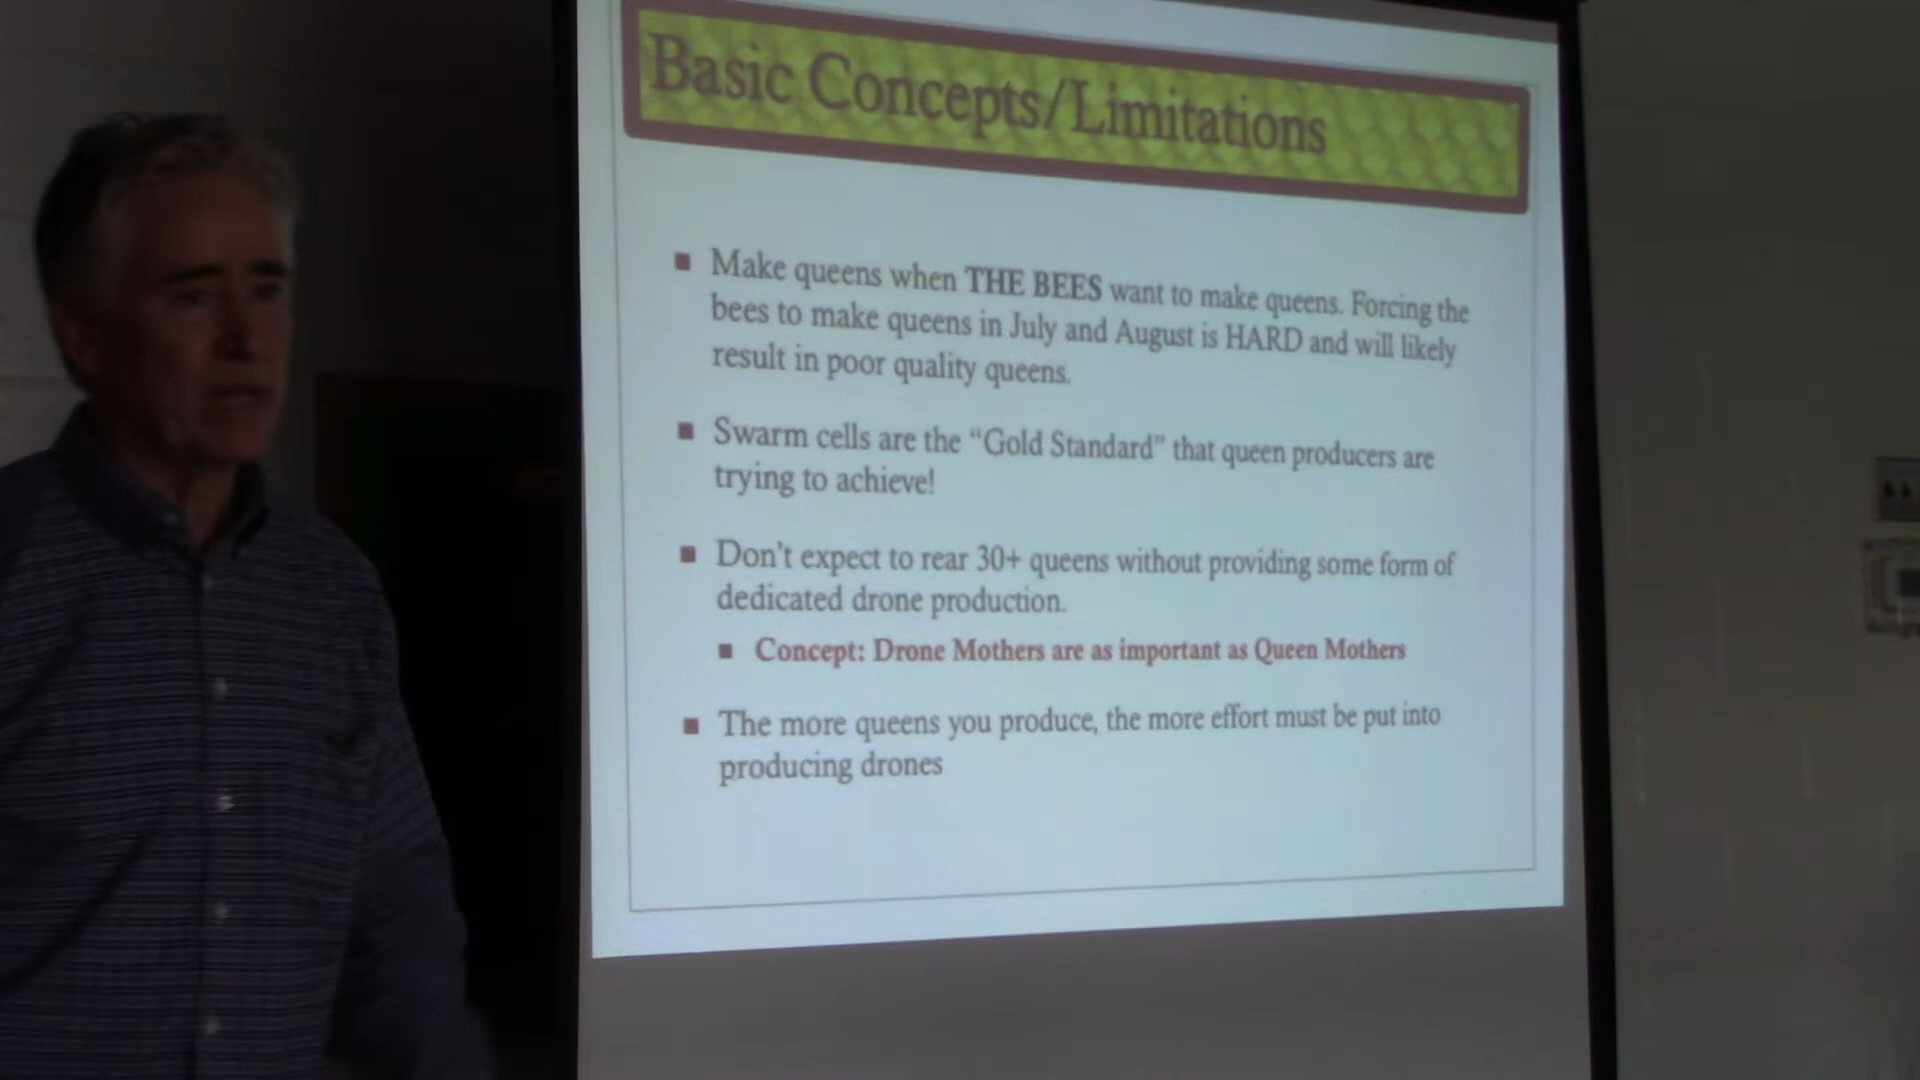 Basic Concepts/Limitations
Make queens when THE BEES want to make queens. Forcing the
bees to make queens in July and August is HARD and will likely
result in poor quality queens.
Swarm cells are the “Gold Standard” that queen producers are
trying to achieve!
Don't expect to rear 30+ queens without providing some form of
dedicated drone production.
Concept: Drone Mothers are as important as Queen Mothers
The more queens you produce, the more effort must be put into
producing drones